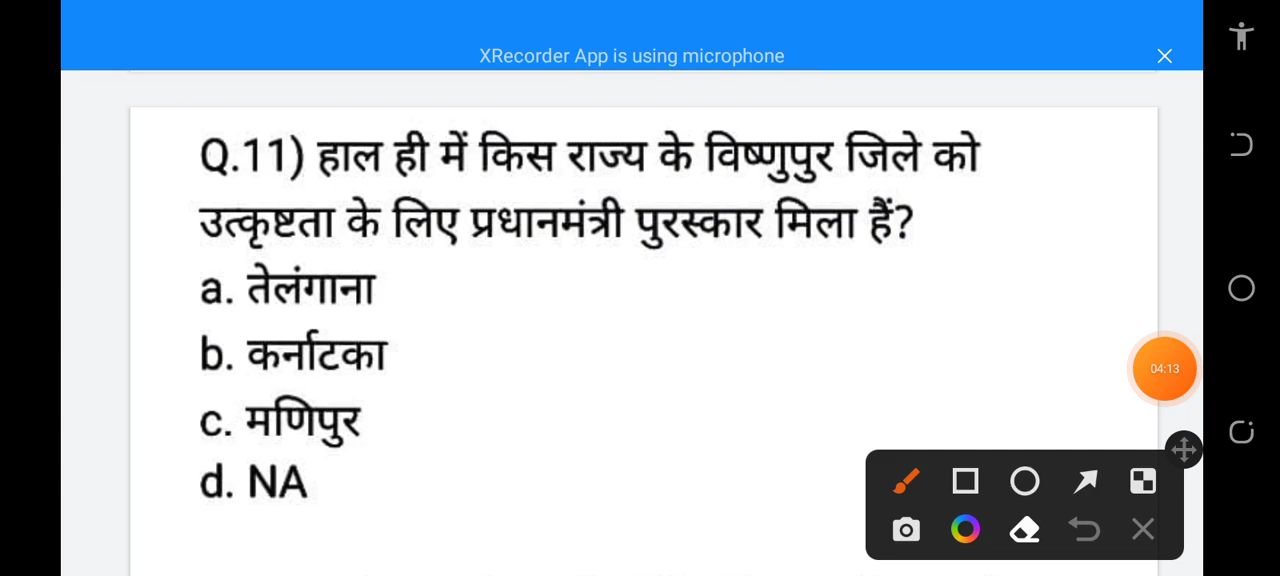 XRecorder App is using microphone
Q.11) हाल ही में किस राज्य के विष्णुपुर जिले को
उत्कृष्टता के लिए प्रधानमंत्री पुरस्कार मिला हैं?
a. तेलंगाना
b. कर्नाटका
c. मणिपुर
d. NA
04:13